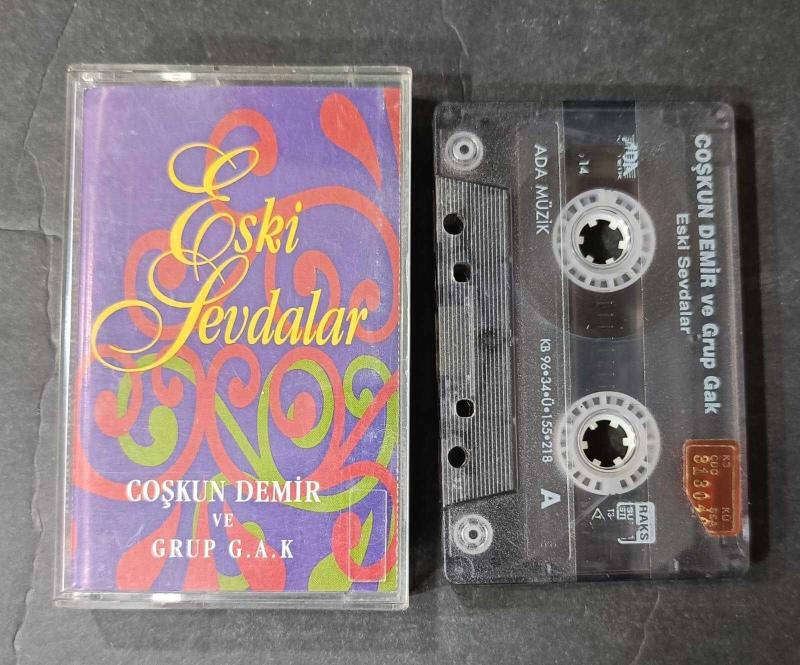 Eski
Sevdalar
COŞKUN DEMİR
VE
GRUP G.A.K
COŞKUN DEMİR ve Grup Gak
Eski Sevdalar
ADA MÜZİK
KB 96•34•Ü•155•218
A
RAKS